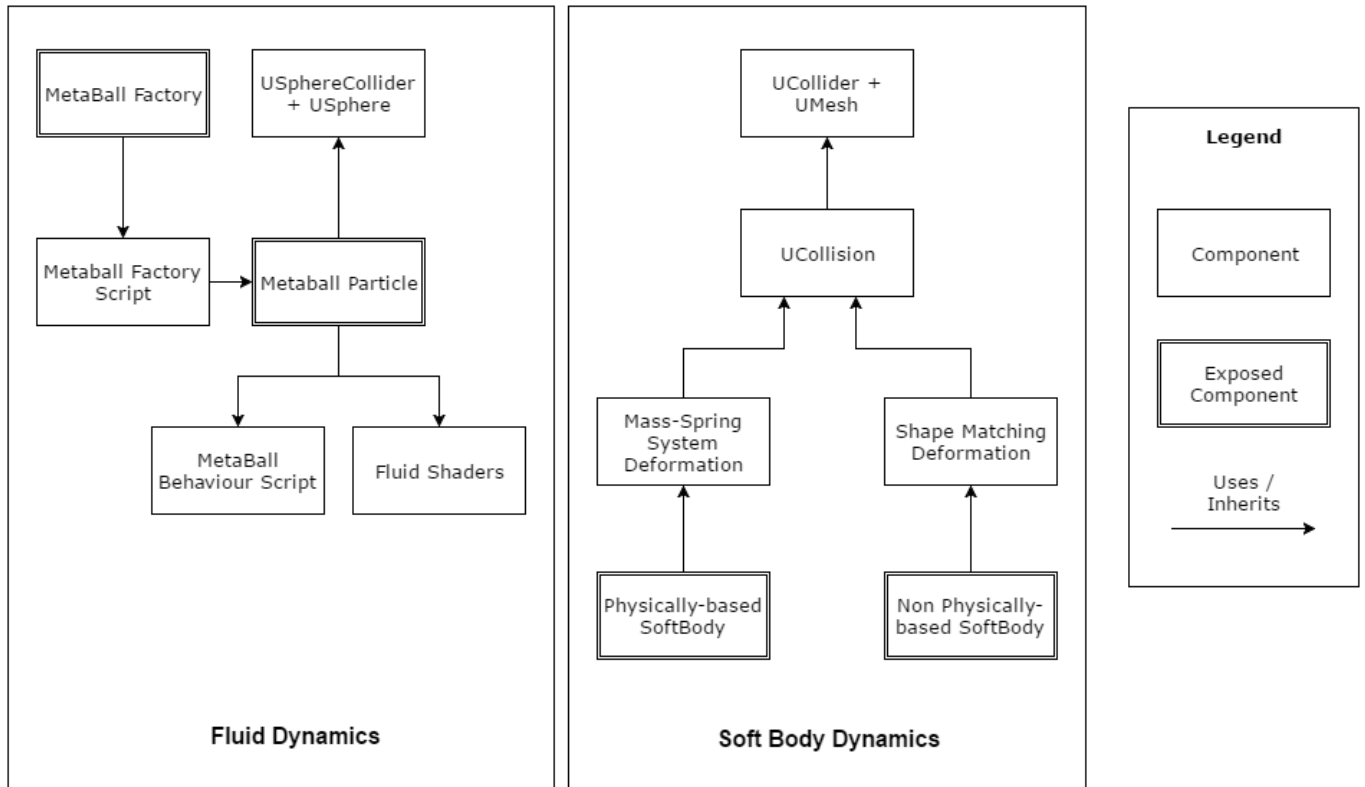 MetaBall Factory
USphereCollider
+ USphere
Metaball Factory
Script
Metaball Particle
MetaBall
Behaviour Script
Fluid Shaders
Fluid Dynamics
UCollider +
UMesh
UCollision
Mass-Spring
System
Deformation
Shape Matching
Deformation
Physically-based
SoftBody
Non Physically-
based SoftBody
Soft Body Dynamics
Legend
Component
Exposed
Component
Uses /
Inherits